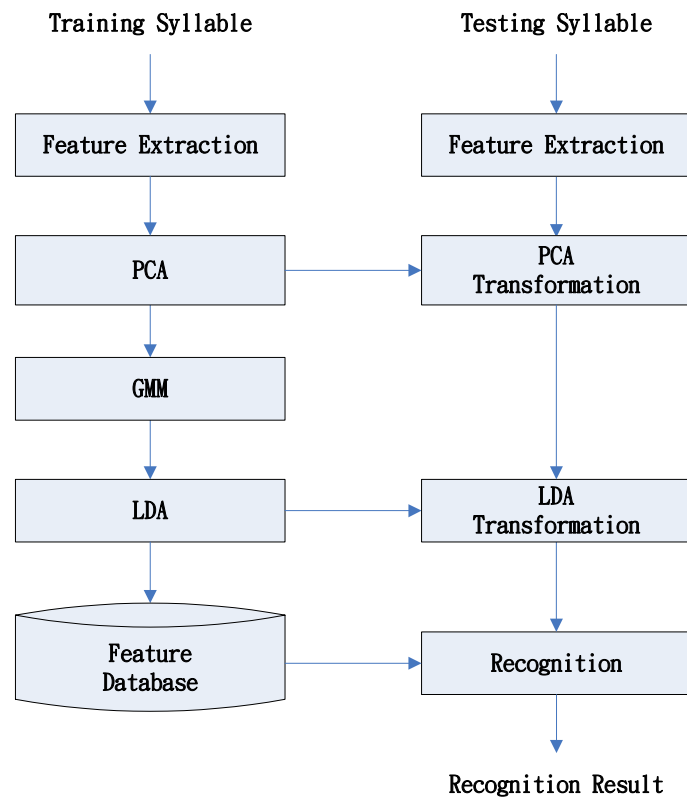 Training Syllable
Testing Syllable
Feature Extraction
Feature Extraction
PCA
PCA
Transformation
GMM
LDA
LDA
Transformation
Feature
Database
Recognition
Recognition Result